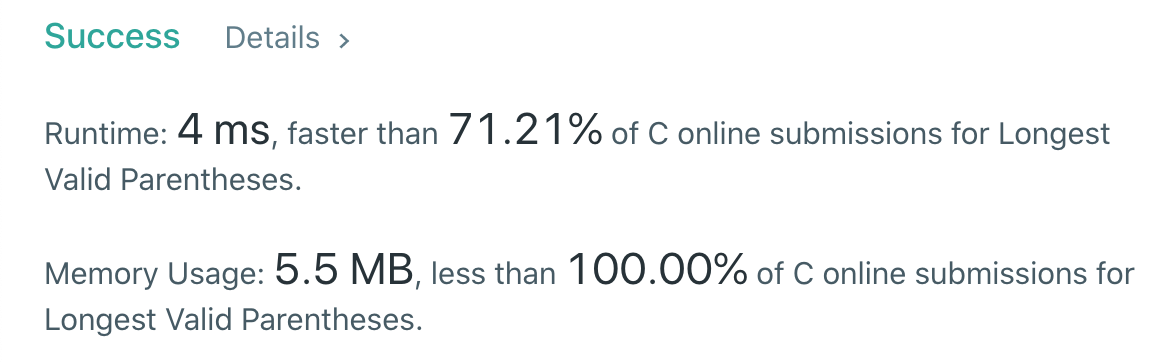 Success Details >
Runtime: 4 ms, faster than 71.21% of C online submissions for Longest
Valid Parentheses.
Memory Usage: 5.5 MB, less than 100.00% of C online submissions for
Longest Valid Parentheses.